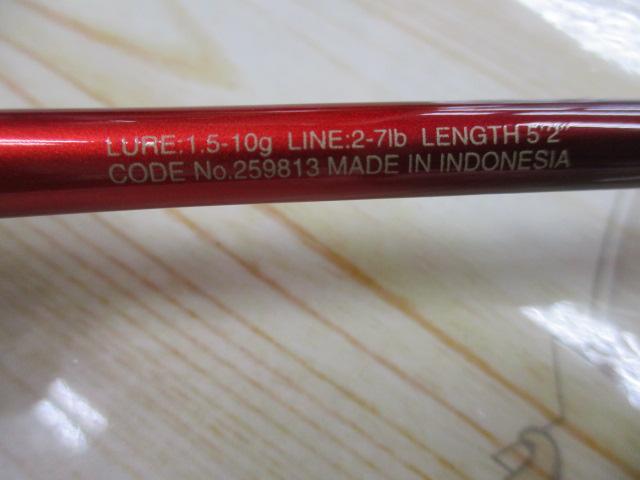 LURE:1.5-10g LINE:2-7lb LENGTH 5'2"
CODE No.259813 MADE IN INDONESIA